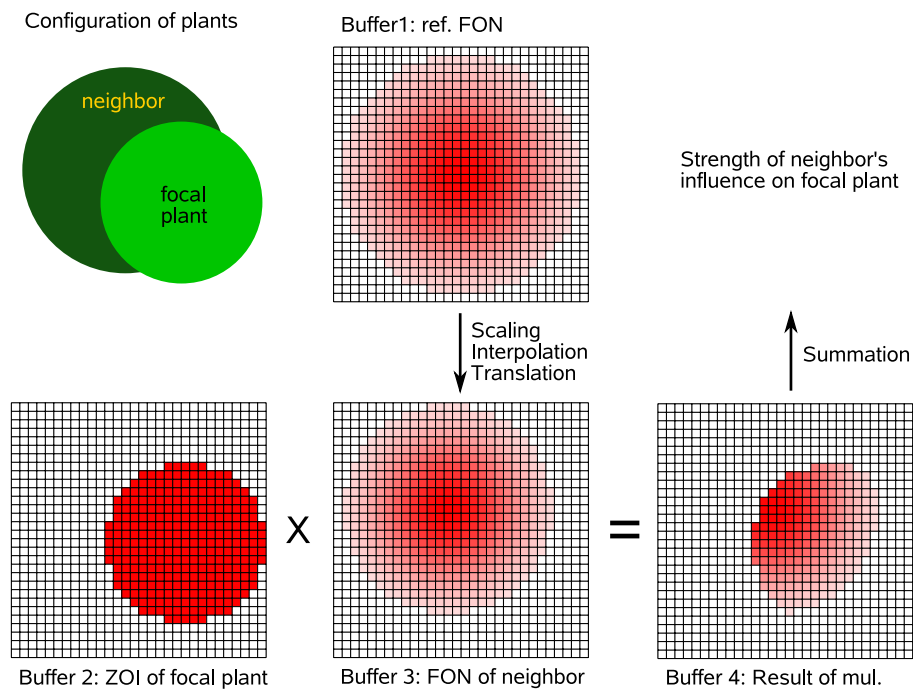 Configuration of plants
Buffer1: ref. FON
neighbor
focal
plant
Strength of neighbor's
influence on focal plant
Scaling
Interpolation
Translation
Summation
X
=
Buffer 2: ZOI of focal plant
Buffer 3: FON of neighbor
Buffer 4: Result of mul.